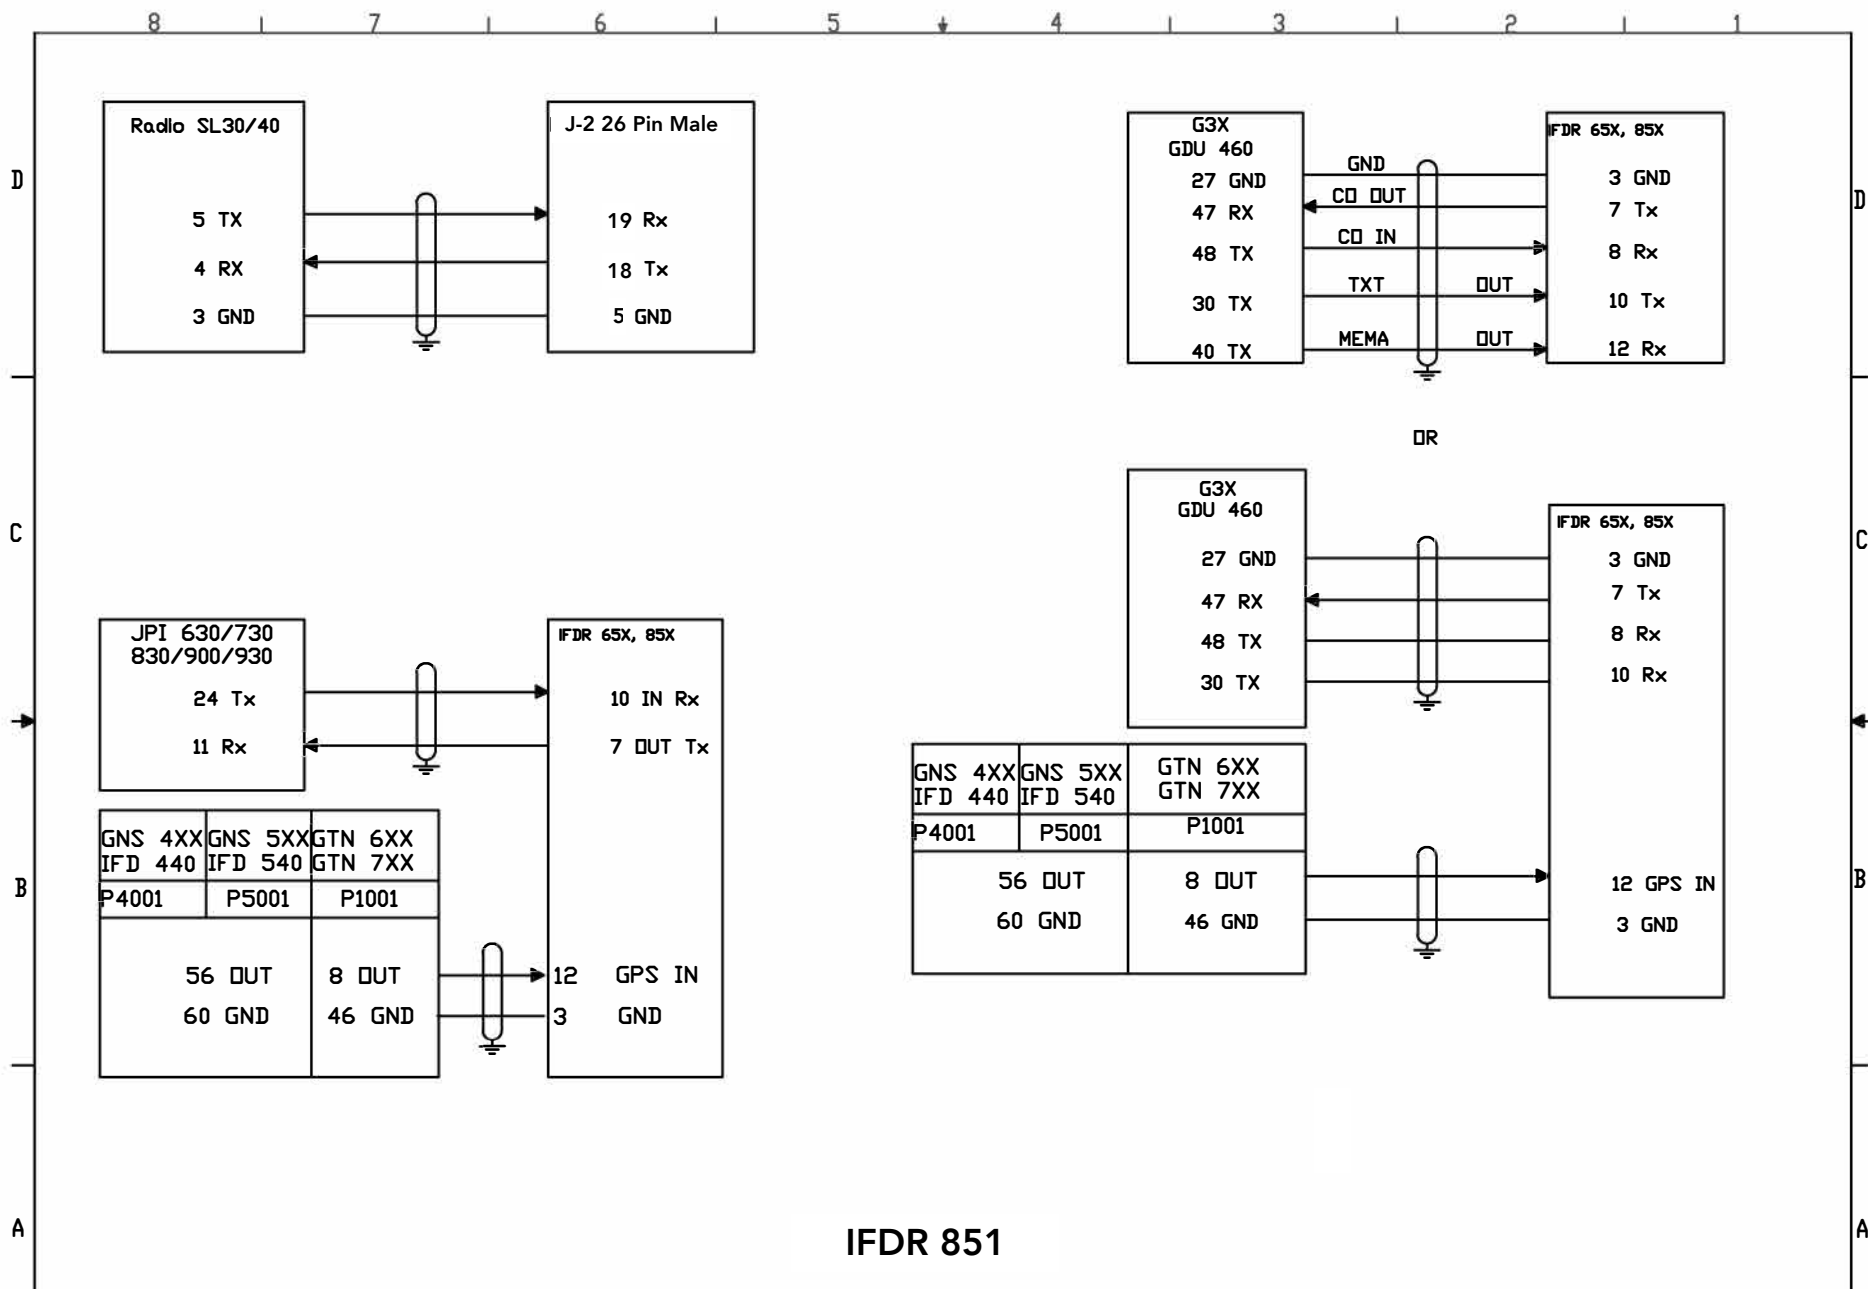 8 7 6 5 4 3 2 1
D
D
Radio SL30/40
5 TX
4 RX
3 GND
J-2 26 Pin Male
19 Rx
18 Tx
5 GND
G3X
GDU 460
27 GND
47 RX
48 TX
30 TX
40 TX
GND
CO OUT
CO IN
TXT OUT
MEMA OUT
IFDR 65X, 85X
3 GND
7 Tx
8 Rx
10 Tx
12 Rx
OR
C
C
G3X
GDU 460
27 GND
47 RX
48 TX
30 TX
IFDR 65X, 85X
3 GND
7 Tx
8 Rx
10 Rx
12 GPS IN
3 GND
JPI 630/730
830/900/930
24 Tx
11 Rx
IFDR 65X, 85X
10 IN Rx
7 OUT Tx
12 GPS IN
3 GND
GNS 4XX GNS 5XX GTN 6XX
IFD 440 IFD 540 GTN 7XX
P4001 P5001 P1001
56 OUT 8 OUT
60 GND 46 GND
GNS 4XX GNS 5XX GTN 6XX
IFD 440 IFD 540 GTN 7XX
P4001 P5001 P1001
56 OUT 8 OUT
60 GND 46 GND
B
B
A
A
IFDR 851